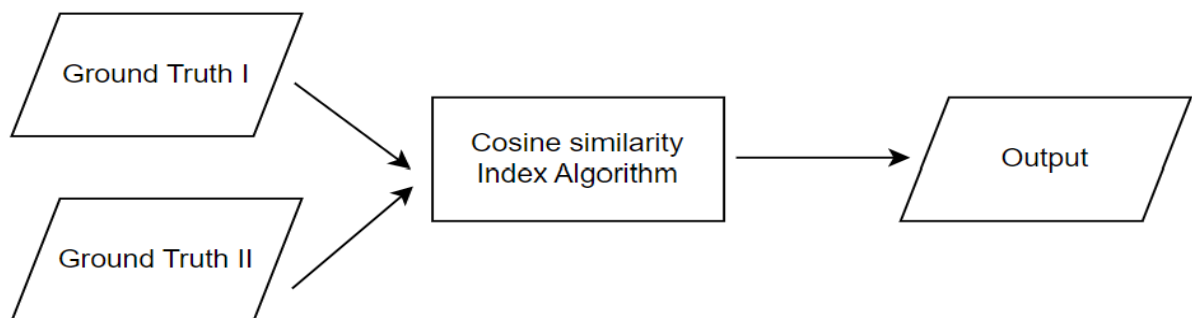 Ground Truth I
Cosine similarity
Index Algorithm
Output
Ground Truth II